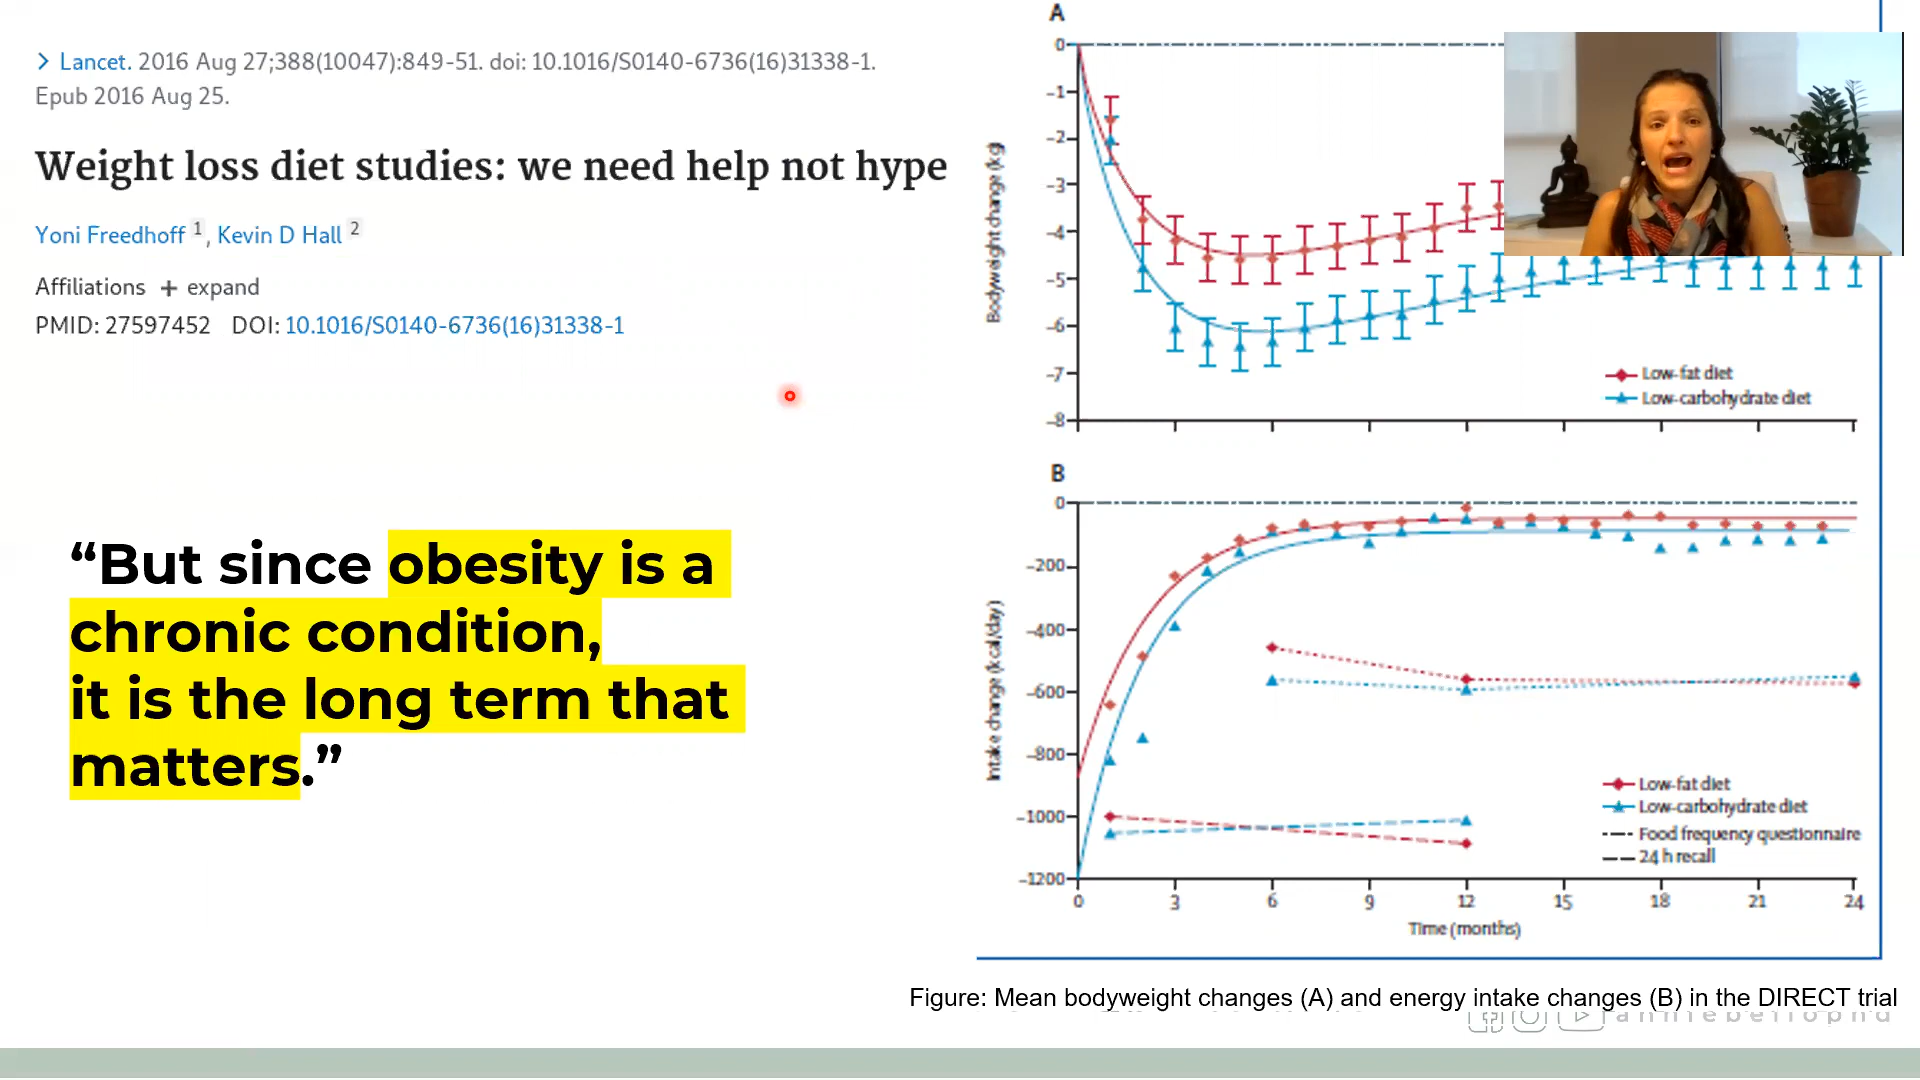 > Lancet. 2016 Aug 27;388(10047):849-51. doi: 10.1016/S0140-6736(16)31338-1.
Epub 2016 Aug 25.
Weight loss diet studies: we need help not hype
Yoni Freedhoff 1, Kevin D Hall 2
Affiliations + expand
PMID: 27597452 DOI: 10.1016/S0140-6736(16)31338-1
“But since obesity is a
chronic condition,
it is the long term that
matters.”
A
0
-1
-2
-3
-4
-5
-6
-7
-8
Bodyweight change (kg)
Low-fat diet
Low-carbohydrate diet
B
0
-200
-400
-600
-800
-1000
-1200
Intake change (kcal/day)
Low-fat diet
Low-carbohydrate diet
Food frequency questionnaire
24 h recall
0 3 6 9 12 15 18 21 24
Time (months)
Figure: Mean bodyweight changes (A) and energy intake changes (B) in the DIRECT trial
anniebellophd